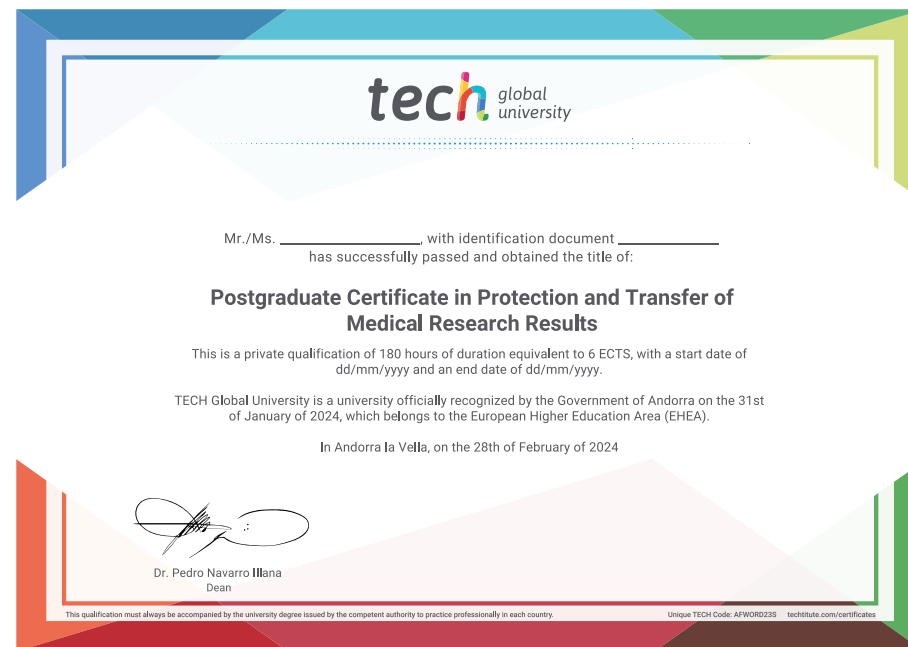 tech global university
Mr./Ms. ____________________, with identification document ______________
has successfully passed and obtained the title of:
Postgraduate Certificate in Protection and Transfer of
Medical Research Results
This is a private qualification of 180 hours of duration equivalent to 6 ECTS, with a start date of
dd/mm/yyyy and an end date of dd/mm/yyyy.
TECH Global University is a university officially recognized by the Government of Andorra on the 31st
of January of 2024, which belongs to the European Higher Education Area (EHEA).
In Andorra la Vella, on the 28th of February of 2024
Dr. Pedro Navarro Illana
Dean
This qualification must always be accompanied by the university degree issued by the competent authority to practice professionally in each country. Unique TECH Code: AFWORD23S techtitute.com/certificates